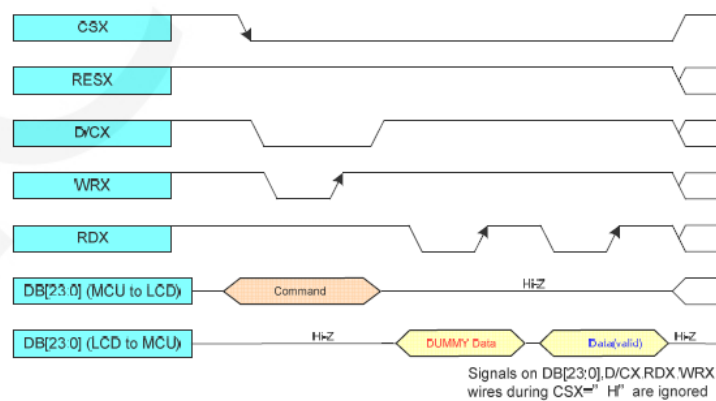 CSX
RESX
D/CX
WRX
RDX
DB[23:0] (MCU to LCD)
Command
Hi-Z
DB[23:0] (LCD to MCU)
Hi-Z
DUMMY Data
Data(valid)
Hi-Z
Signals on DB[23:0],D/CX.RDX.WRX
wires during CSX=" H" are ignored